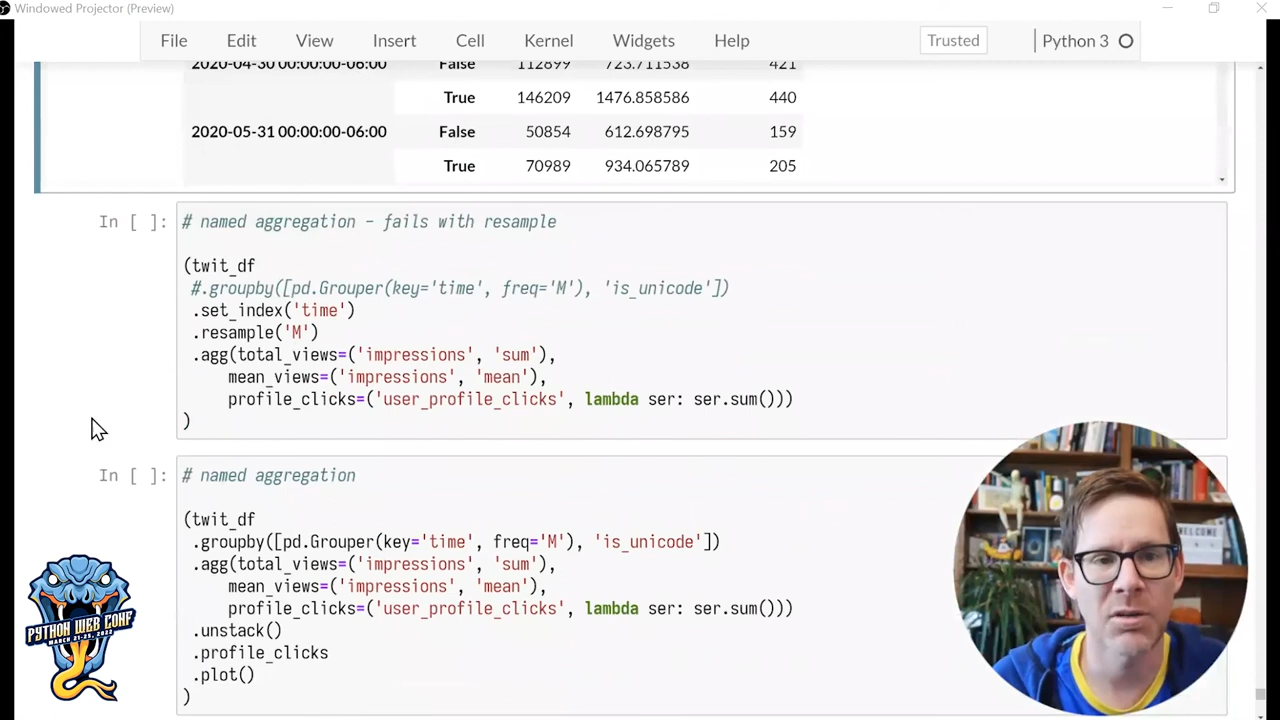 Windowed Projector (Preview)
File Edit View Insert Cell Kernel Widgets Help Trusted Python 3
2020-04-30 00:00:00-06:00 False 112899 723.711538 421
True 146209 1476.858586 440
2020-05-31 00:00:00-06:00 False 50854 612.698795 159
True 70989 934.065789 205
In [ ]: # named aggregation - fails with resample
(twit_df
#.groupby([pd.Grouper(key='time', freq='M'), 'is_unicode'])
.set_index('time')
.resample('M')
.agg(total_views=('impressions', 'sum'),
mean_views=('impressions', 'mean'),
profile_clicks=('user_profile_clicks', lambda ser: ser.sum()))
)
In [ ]: # named aggregation
(twit_df
.groupby([pd.Grouper(key='time', freq='M'), 'is_unicode'])
.agg(total_views=('impressions', 'sum'),
mean_views=('impressions', 'mean'),
profile_clicks=('user_profile_clicks', lambda ser: ser.sum()))
.unstack()
.profile_clicks
.plot()
)
PYTHON WEB CONF
MARCH 21-25, 2022
WELCOME